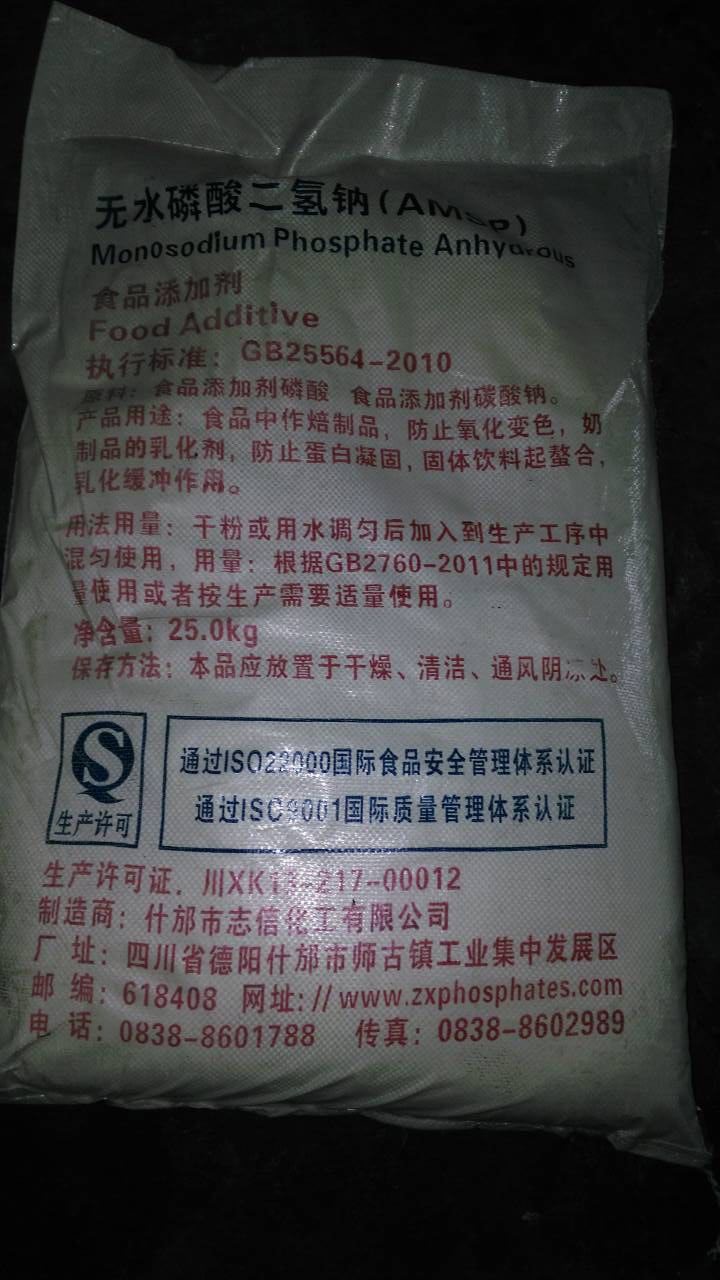 无水磷酸二氢钠(AMSP)
Monosodium Phosphate Anhydrous
食品添加剂
Food Additive
执行标准：GB25564-2010
原料：食品添加剂磷酸 食品添加剂碳酸钠。
产品用途：食品中作焙制品，防止氧化变色，奶
制品的乳化剂，防止蛋白凝固，固体饮料起螯合，
乳化缓冲作用。
用法用量：干粉或用水调匀后加入到生产工序中
混匀使用，用量：根据GB2760-2011中的规定用
量使用或者按生产需要适量使用。
净含量：25.0kg
保存方法：本品应放置于干燥、清洁、通风阴凉处。
QS
生产许可
通过ISO22000国际食品安全管理体系认证
通过ISO9001国际质量管理体系认证
生产许可证．川XK13-217-00012
制造商：什邡市志信化工有限公司
厂 址：四川省德阳什邡市师古镇工业集中发展区
邮 编：618408 网址：//www.zxphosphates.com
电 话：0838-8601788 传真：0838-8602989